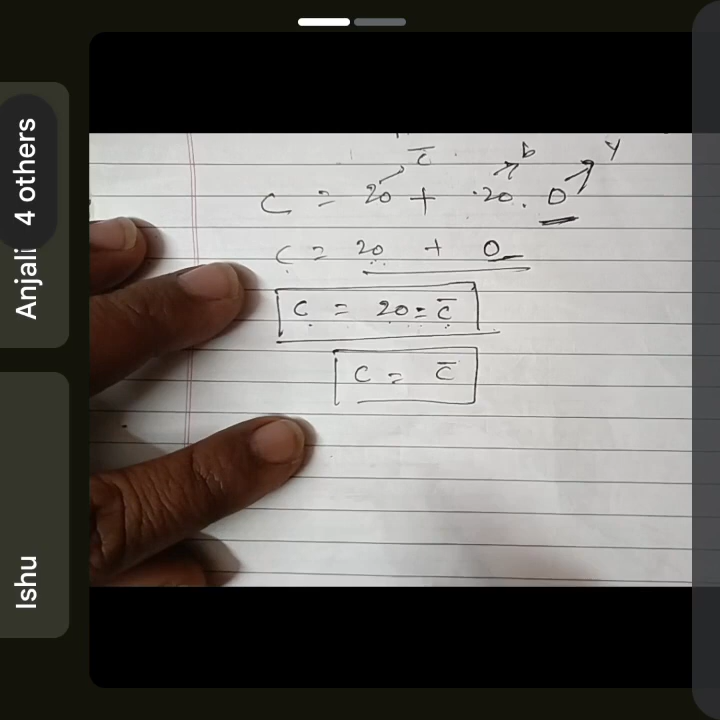 c̄ b Y
C = 20 + .20 . 0
C = 20 + 0
C = 20 = c̄
C = c̄
Anjali 4 others
Ishu